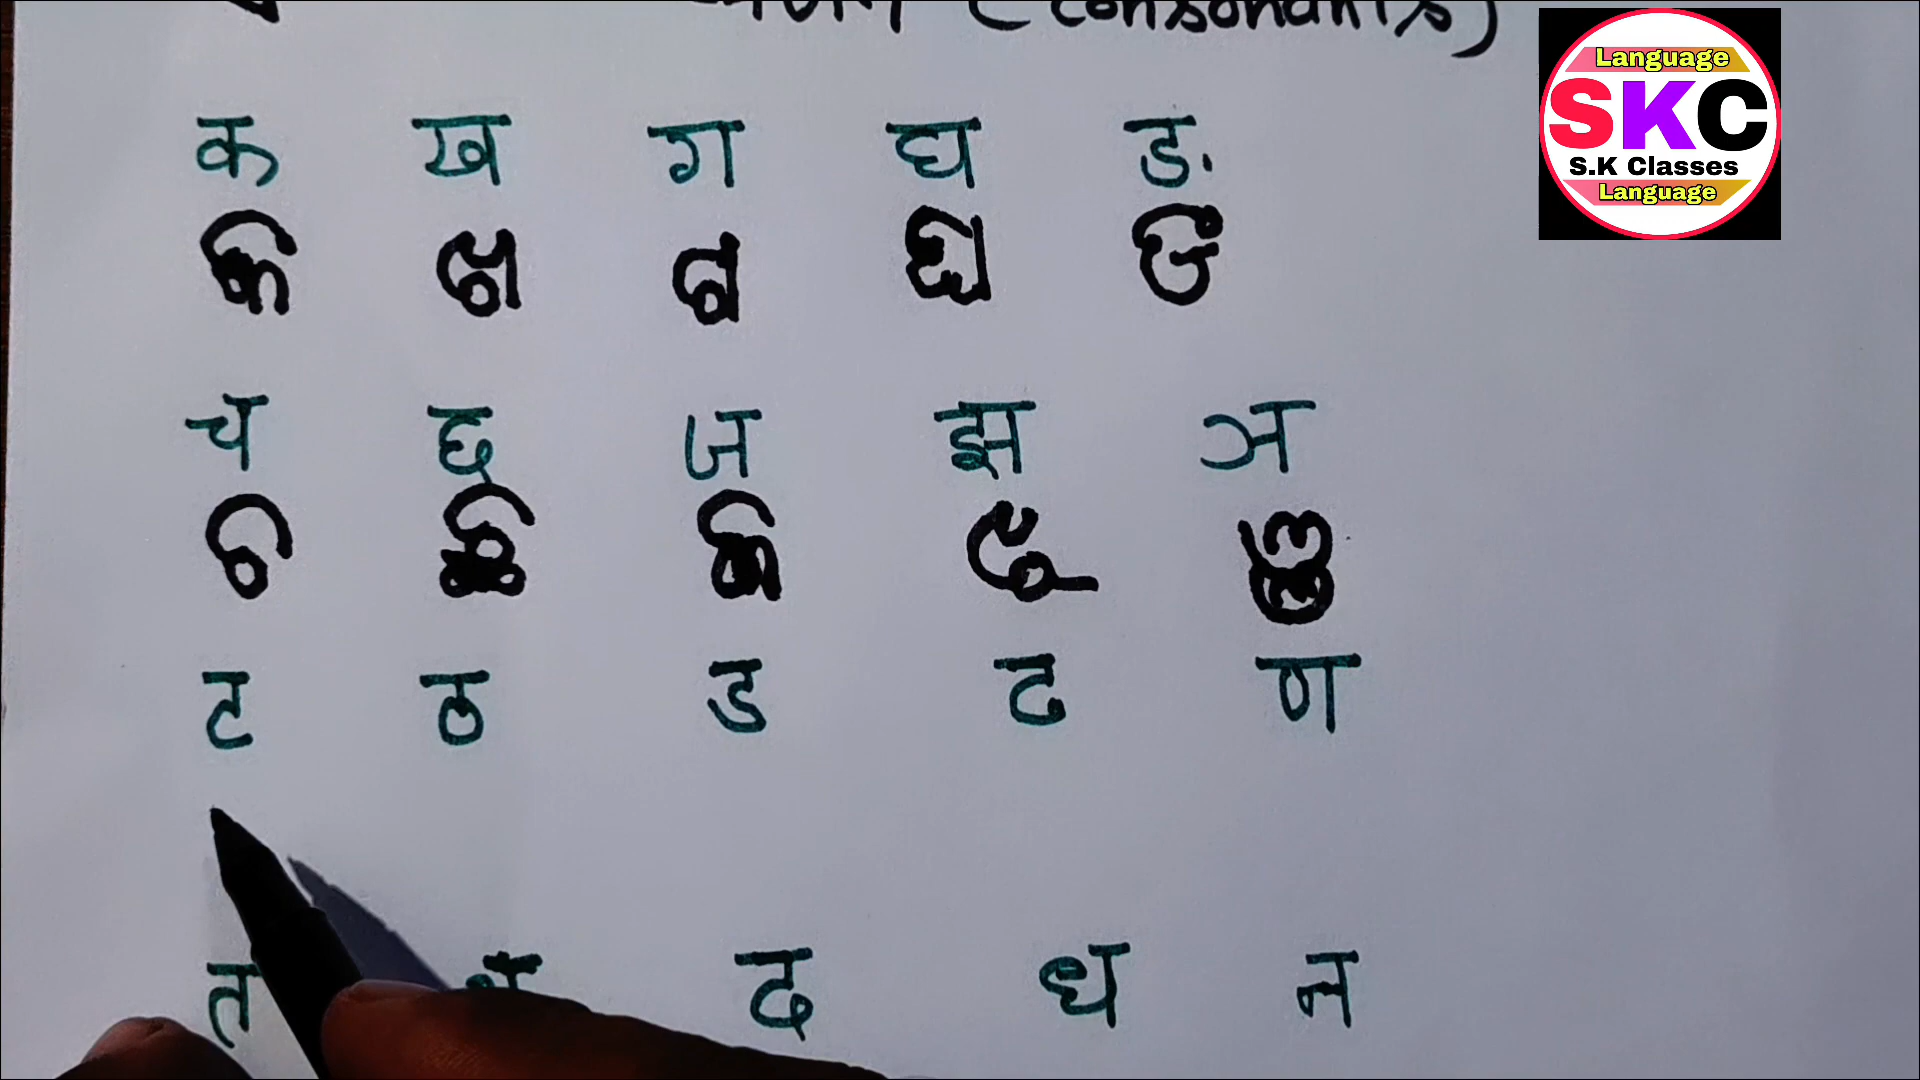 (Consonants)
Language
SKC
S.K Classes
Language
क ख ग घ ङ
କ ଖ ଗ ଘ ଙ
च छ ज झ ञ
ଚ ଛ ଜ ଝ ଞ
ट ठ ड ढ ण
त थ द ध न